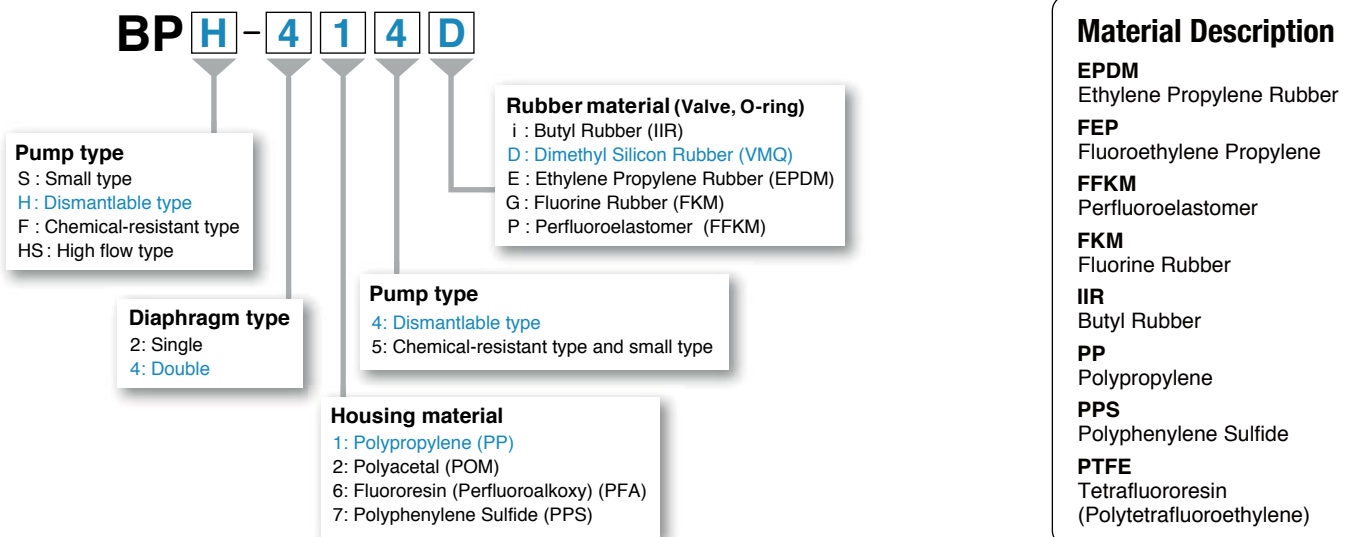 BPH-414D
Pump type
S : Small type
H : Dismantlable type
F : Chemical-resistant type
HS : High flow type
Diaphragm type
2: Single
4: Double
Housing material
1: Polypropylene (PP)
2: Polyacetal (POM)
6: Fluororesin (Perfluoroalkoxy) (PFA)
7: Polyphenylene Sulfide (PPS)
Pump type
4: Dismantlable type
5: Chemical-resistant type and small type
Rubber material (Valve, O-ring)
i : Butyl Rubber (IIR)
D : Dimethyl Silicon Rubber (VMQ)
E : Ethylene Propylene Rubber (EPDM)
G : Fluorine Rubber (FKM)
P : Perfluoroelastomer (FFKM)
Material Description
EPDM
Ethylene Propylene Rubber
FEP
Fluoroethylene Propylene
FFKM
Perfluoroelastomer
FKM
Fluorine Rubber
IIR
Butyl Rubber
PP
Polypropylene
PPS
Polyphenylene Sulfide
PTFE
Tetrafluororesin
(Polytetrafluoroethylene)